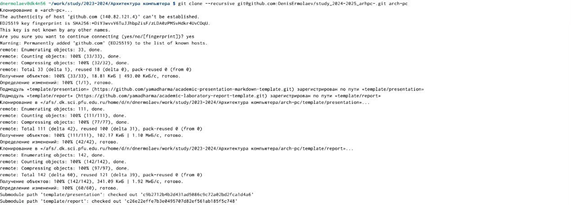 dnermolaev@dk4n56 ~/work/study/2023-2024/Архитектура компьютера $ git clone --recursive git@github.com:DenisErmolaev/study_2024-2025_arhpc-.git arch-pc
Клонирование в «arch-pc»...
The authenticity of host 'github.com (140.82.121.4)' can't be established.
ED25519 key fingerprint is
This key is not known by any other names.
Are you sure you want to continue connecting (yes/no/[fingerprint])? yes
Warning: Permanently added 'github.com' (ED25519) to the list of known hosts.
remote: Enumerating objects: 33, done.
remote: Counting objects: 100% (33/33), done.
remote: Compressing objects: 100% (32/32), done.
remote: Total 33 (delta 1), reused 18 (delta 0), pack-reused 0 (from 0)
Получение объектов: 100% (33/33), 18.81 КиБ | 493.00 КиБ/с, готово.
Определение изменений: 100% (1/1), готово.
Подмодуль «template/presentation» (https://github.com/yamadharma/academic-presentation-markdown-template.git) зарегистрирован по пути «template/presentation»
Подмодуль «template/report» (https://github.com/yamadharma/academic-laboratory-report-template.git) зарегистрирован по пути «template/report»
Клонирование в «/afs/.dk.sci.pfu.edu.ru/home/d/n/dnermolaev/work/study/2023-2024/Архитектура компьютера/arch-pc/template/presentation»...
remote: Enumerating objects: 111, done.
remote: Counting objects: 100% (111/111), done.
remote: Compressing objects: 100% (77/77), done.
remote: Total 111 (delta 42), reused 100 (delta 31), pack-reused 0 (from 0)
Получение объектов: 100% (111/111), 102.17 КиБ | 1.10 МиБ/с, готово.
Определение изменений: 100% (42/42), готово.
Клонирование в «/afs/.dk.sci.pfu.edu.ru/home/d/n/dnermolaev/work/study/2023-2024/Архитектура компьютера/arch-pc/template/report»...
remote: Enumerating objects: 142, done.
remote: Counting objects: 100% (142/142), done.
remote: Compressing objects: 100% (97/97), done.
remote: Total 142 (delta 60), reused 121 (delta 39), pack-reused 0 (from 0)
Получение объектов: 100% (142/142), 341.09 КиБ | 1.92 МиБ/с, готово.
Определение изменений: 100% (60/60), готово.
Submodule path 'template/presentation': checked out
Submodule path 'template/report': checked out